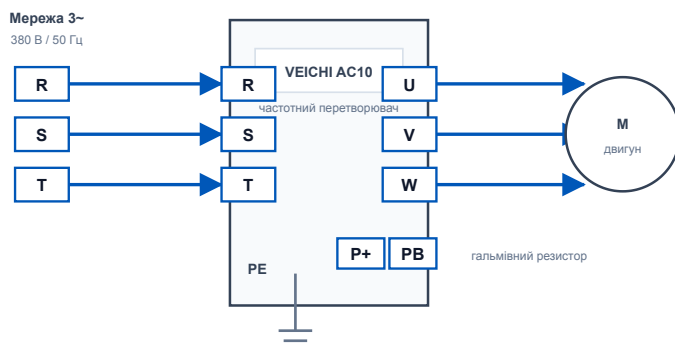 Мережа 3~
380 В / 50 Гц
R
S
T
VEICHI AC10
частотний перетворювач
R
S
T
U
V
W
M
двигун
P+
PB
гальмівний резистор
PE